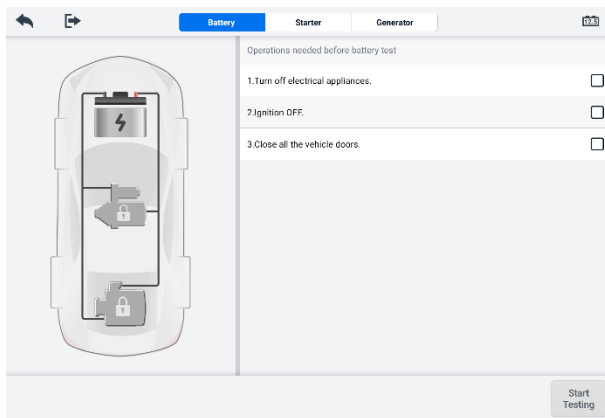 Battery Starter Generator
12.5
Operations needed before battery test
1.Turn off electrical appliances.
2.Ignition OFF.
3.Close all the vehicle doors.
Start
Testing